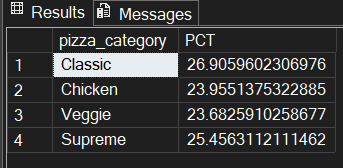 Results Messages
pizza_category PCT
1 Classic 26.9059602306976
2 Chicken 23.9551375322885
3 Veggie 23.6825910258677
4 Supreme 25.4563112111462